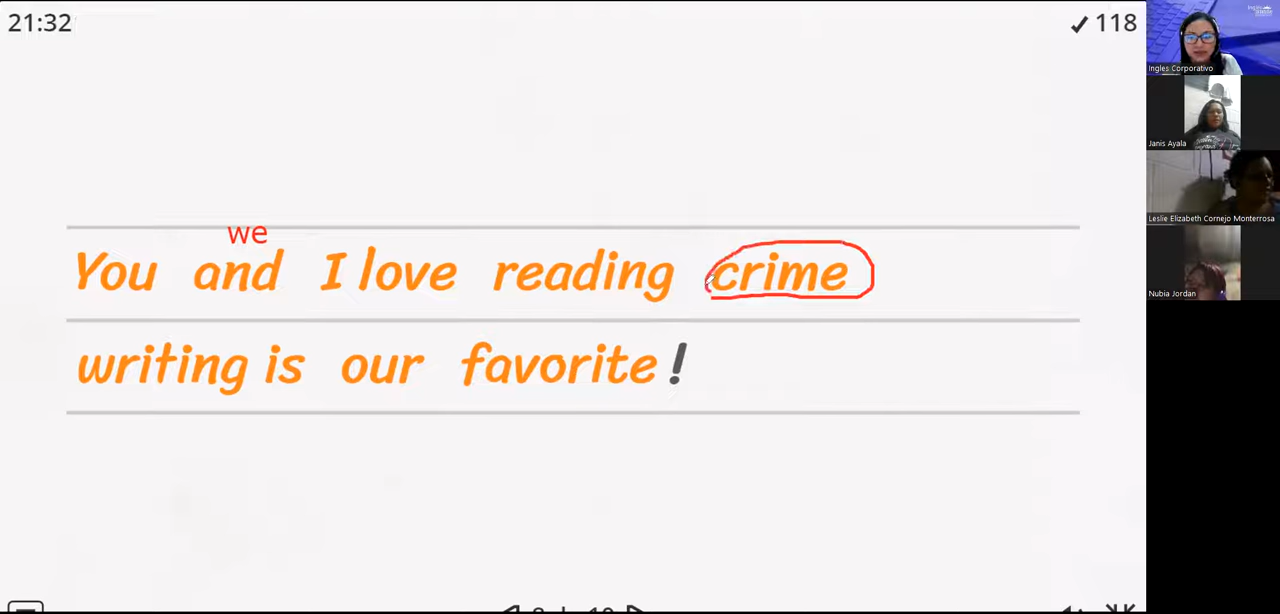 21:32
✓ 118
we
You and I love reading crime
writing is our favorite!
Ingles Corporativo
Janis Ayala
Leslie Elizabeth Cornejo Monterrosa
Nubia Jordan